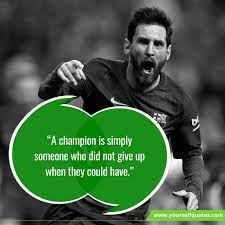 “A champion is simply
someone who did not give up
when they could have.”
www.yourselfquotes.com